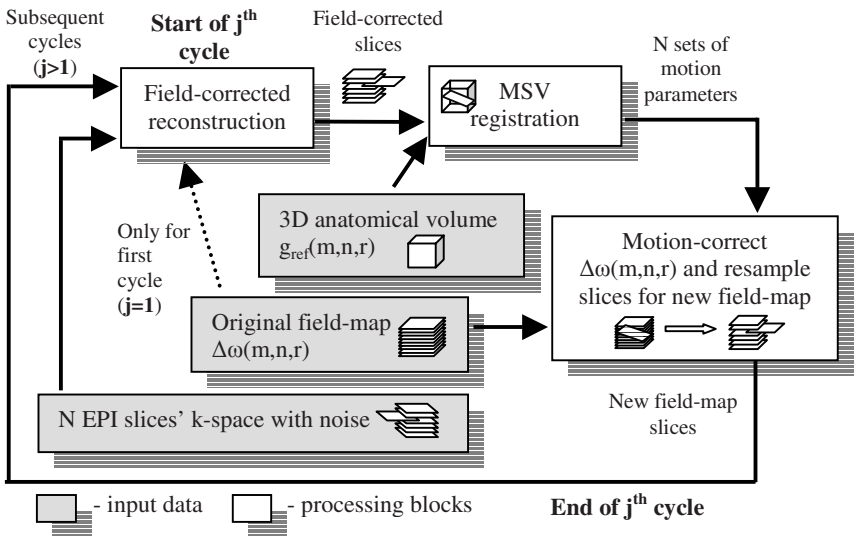 Subsequent
cycles
(j>1)
Start of jth
cycle
Field-corrected
slices
N sets of
motion
parameters
Field-corrected
reconstruction
MSV
registration
Only for
first
cycle
(j=1)
3D anatomical volume
gref(m,n,r)
Motion-correct
Δω(m,n,r) and resample
slices for new field-map
Original field-map
Δω(m,n,r)
N EPI slices’ k-space with noise
New field-map
slices
- input data
- processing blocks
End of jth cycle